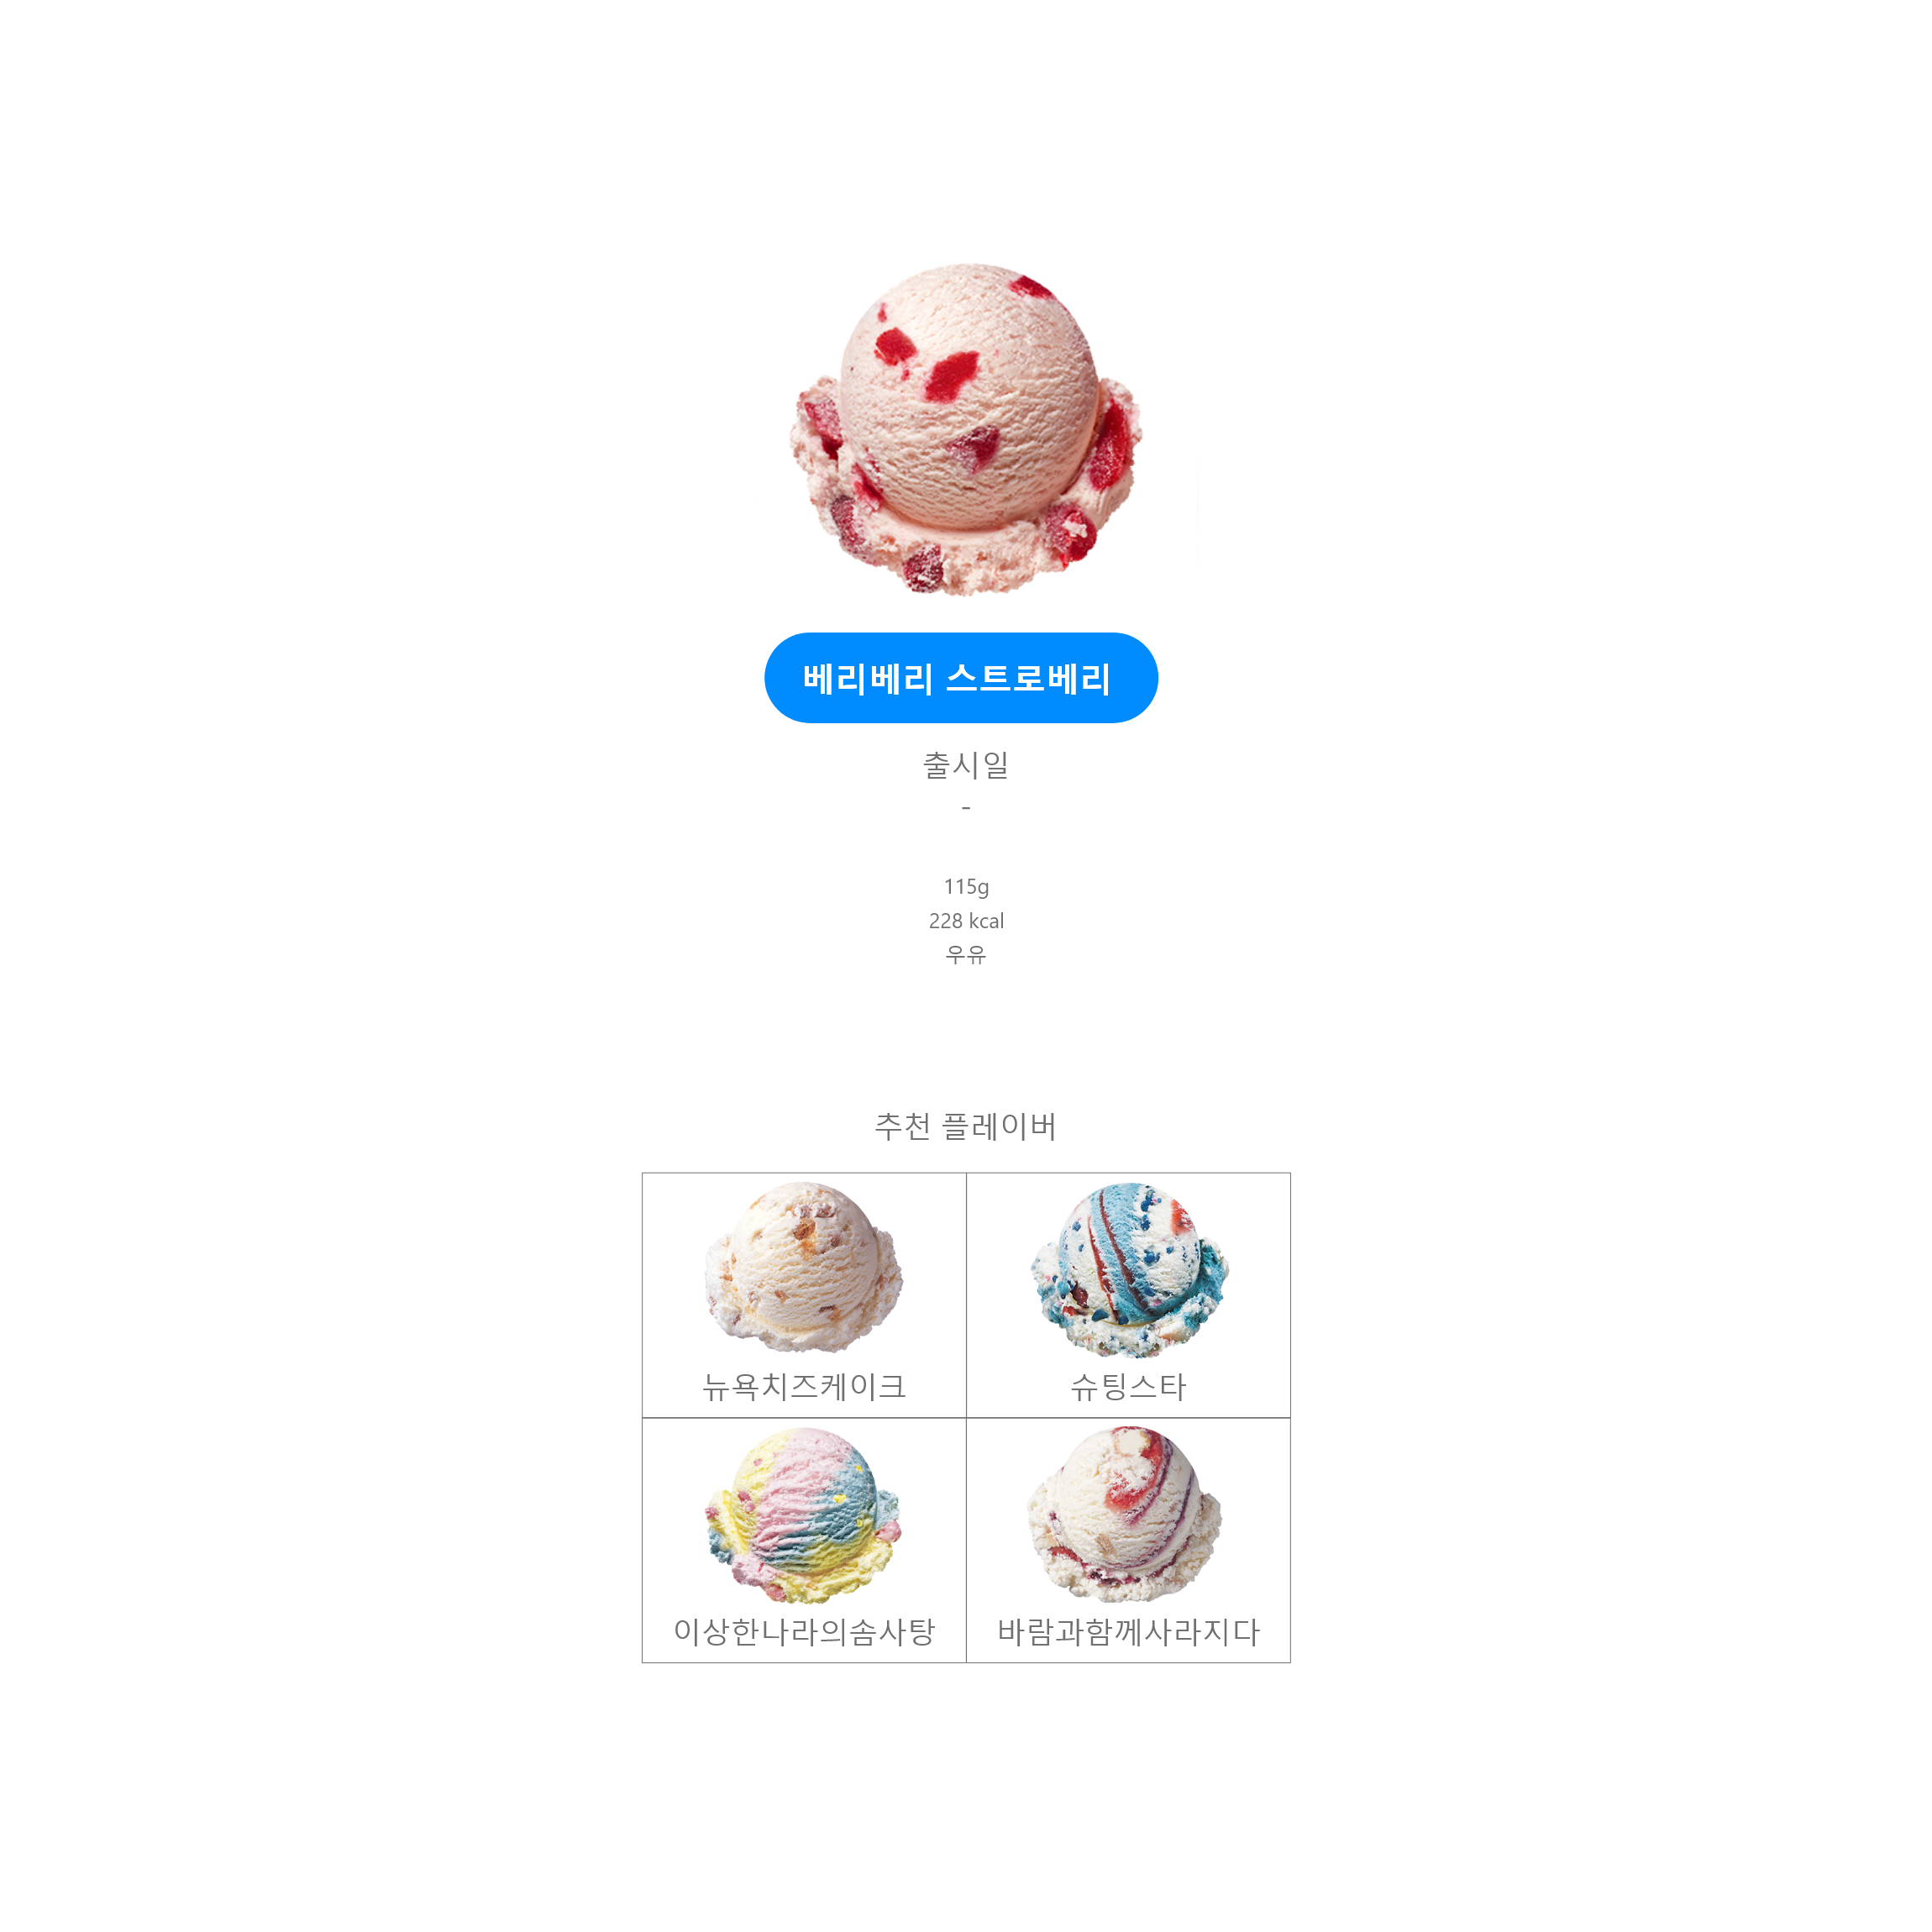 베리베리 스트로베리
출시일
-
115g
228 kcal
우유
추천 플레이버
뉴욕치즈케이크
슈팅스타
이상한나라의솜사탕
바람과함께사라지다